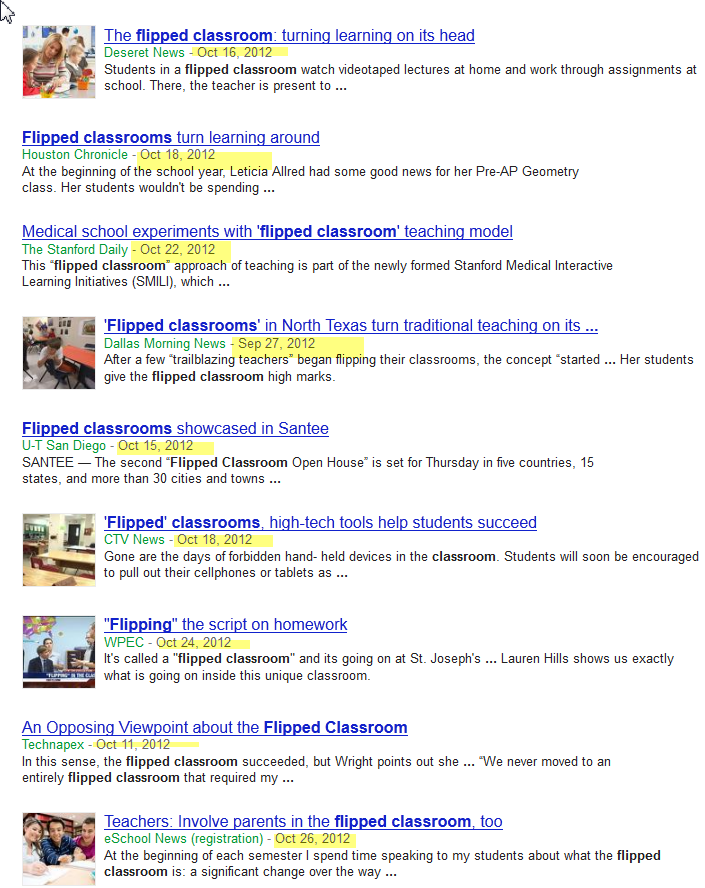 The flipped classroom: turning learning on its head
Deseret News - Oct 16, 2012
Students in a flipped classroom watch videotaped lectures at home and work through assignments at
school. There, the teacher is present to ...
Flipped classrooms turn learning around
Houston Chronicle - Oct 18, 2012
At the beginning of the school year, Leticia Allred had some good news for her Pre-AP Geometry
class. Her students wouldn't be spending ...
Medical school experiments with 'flipped classroom' teaching model
The Stanford Daily - Oct 22, 2012
This “flipped classroom” approach of teaching is part of the newly formed Stanford Medical Interactive
Learning Initiatives (SMILI), which ...
'Flipped classrooms' in North Texas turn traditional teaching on its ...
Dallas Morning News - Sep 27, 2012
After a few “trailblazing teachers” began flipping their classrooms, the concept “started ... Her students
give the flipped classroom high marks.
Flipped classrooms showcased in Santee
U-T San Diego - Oct 15, 2012
SANTEE — The second “Flipped Classroom Open House” is set for Thursday in five countries, 15
states, and more than 30 cities and towns ...
'Flipped' classrooms, high-tech tools help students succeed
CTV News - Oct 18, 2012
Gone are the days of forbidden hand- held devices in the classroom. Students will soon be encouraged
to pull out their cellphones or tablets as ...
"Flipping" the script on homework
WPEC - Oct 24, 2012
It's called a "flipped classroom" and its going on at St. Joseph's ... Lauren Hills shows us exactly
what is going on inside this unique classroom.
An Opposing Viewpoint about the Flipped Classroom
Technapex - Oct 11, 2012
In this sense, the flipped classroom succeeded, but Wright points out she ... “We never moved to an
entirely flipped classroom that required my ...
Teachers: Involve parents in the flipped classroom, too
eSchool News (registration) - Oct 26, 2012
At the beginning of each semester I spend time speaking to my students about what the flipped
classroom is: a significant change over the way ...